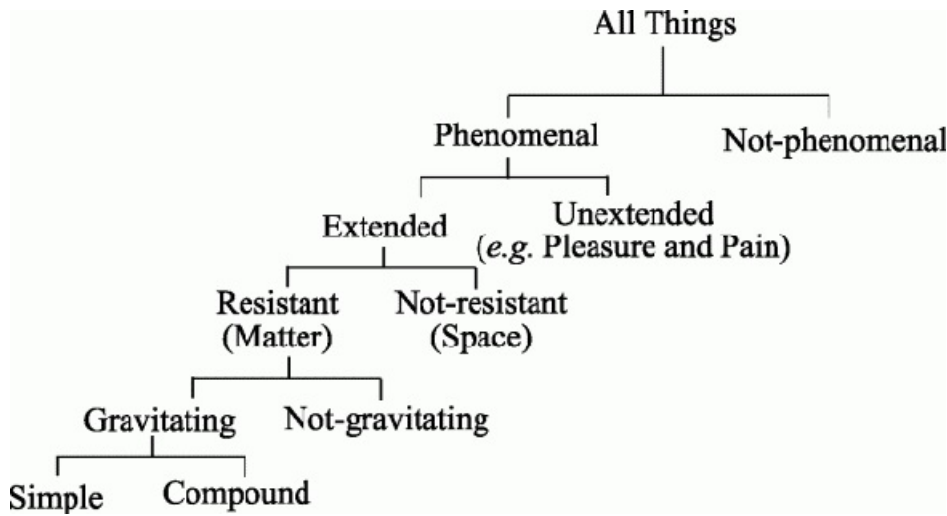 All Things
Phenomenal
Not-phenomenal
Extended
Unextended
(e.g. Pleasure and Pain)
Resistant
(Matter)
Not-resistant
(Space)
Gravitating
Not-gravitating
Simple
Compound